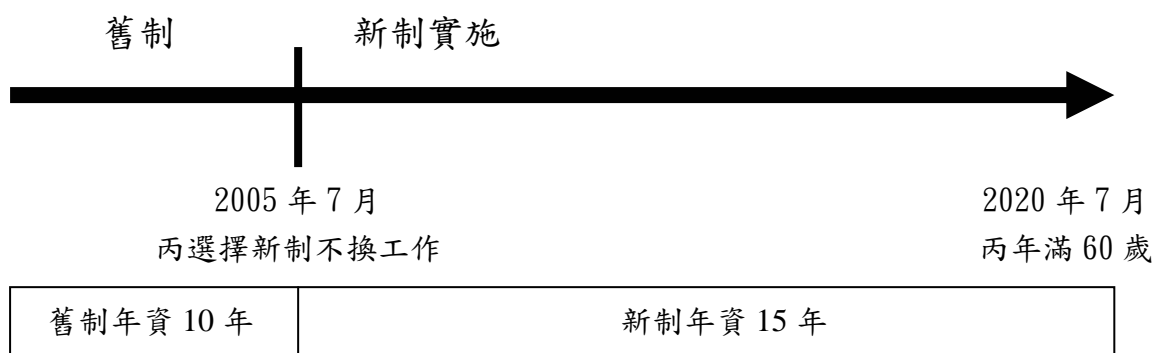 舊制 新制實施
2005 年 7 月 2020 年 7 月
丙選擇新制不換工作 丙年滿 60 歲
舊制年資 10 年 新制年資 15 年